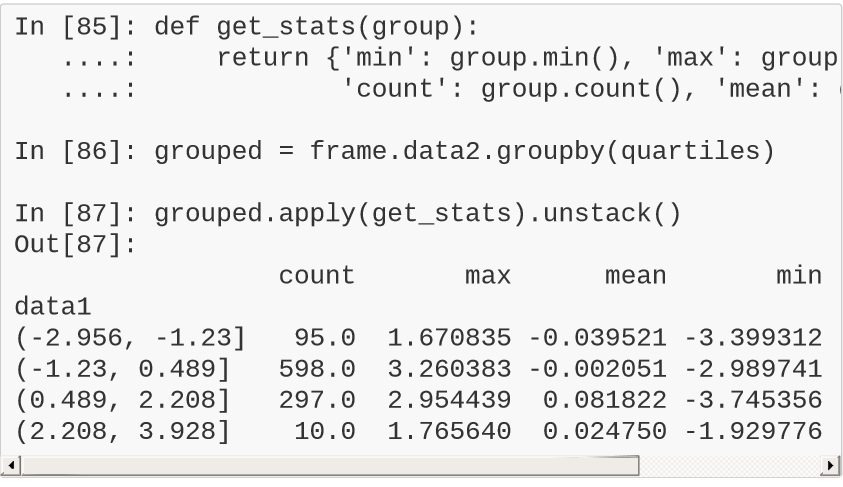 In [85]: def get_stats(group):
   ....:     return {'min': group.min(), 'max': group
   ....:             'count': group.count(), 'mean':
In [86]: grouped = frame.data2.groupby(quartiles)
In [87]: grouped.apply(get_stats).unstack()
Out[87]:
                 count       max      mean       min
data1
(-2.956, -1.23]   95.0  1.670835 -0.039521 -3.399312
(-1.23, 0.489]   598.0  3.260383 -0.002051 -2.989741
(0.489, 2.208]   297.0  2.954439  0.081822 -3.745356
(2.208, 3.928]    10.0  1.765640  0.024750 -1.929776